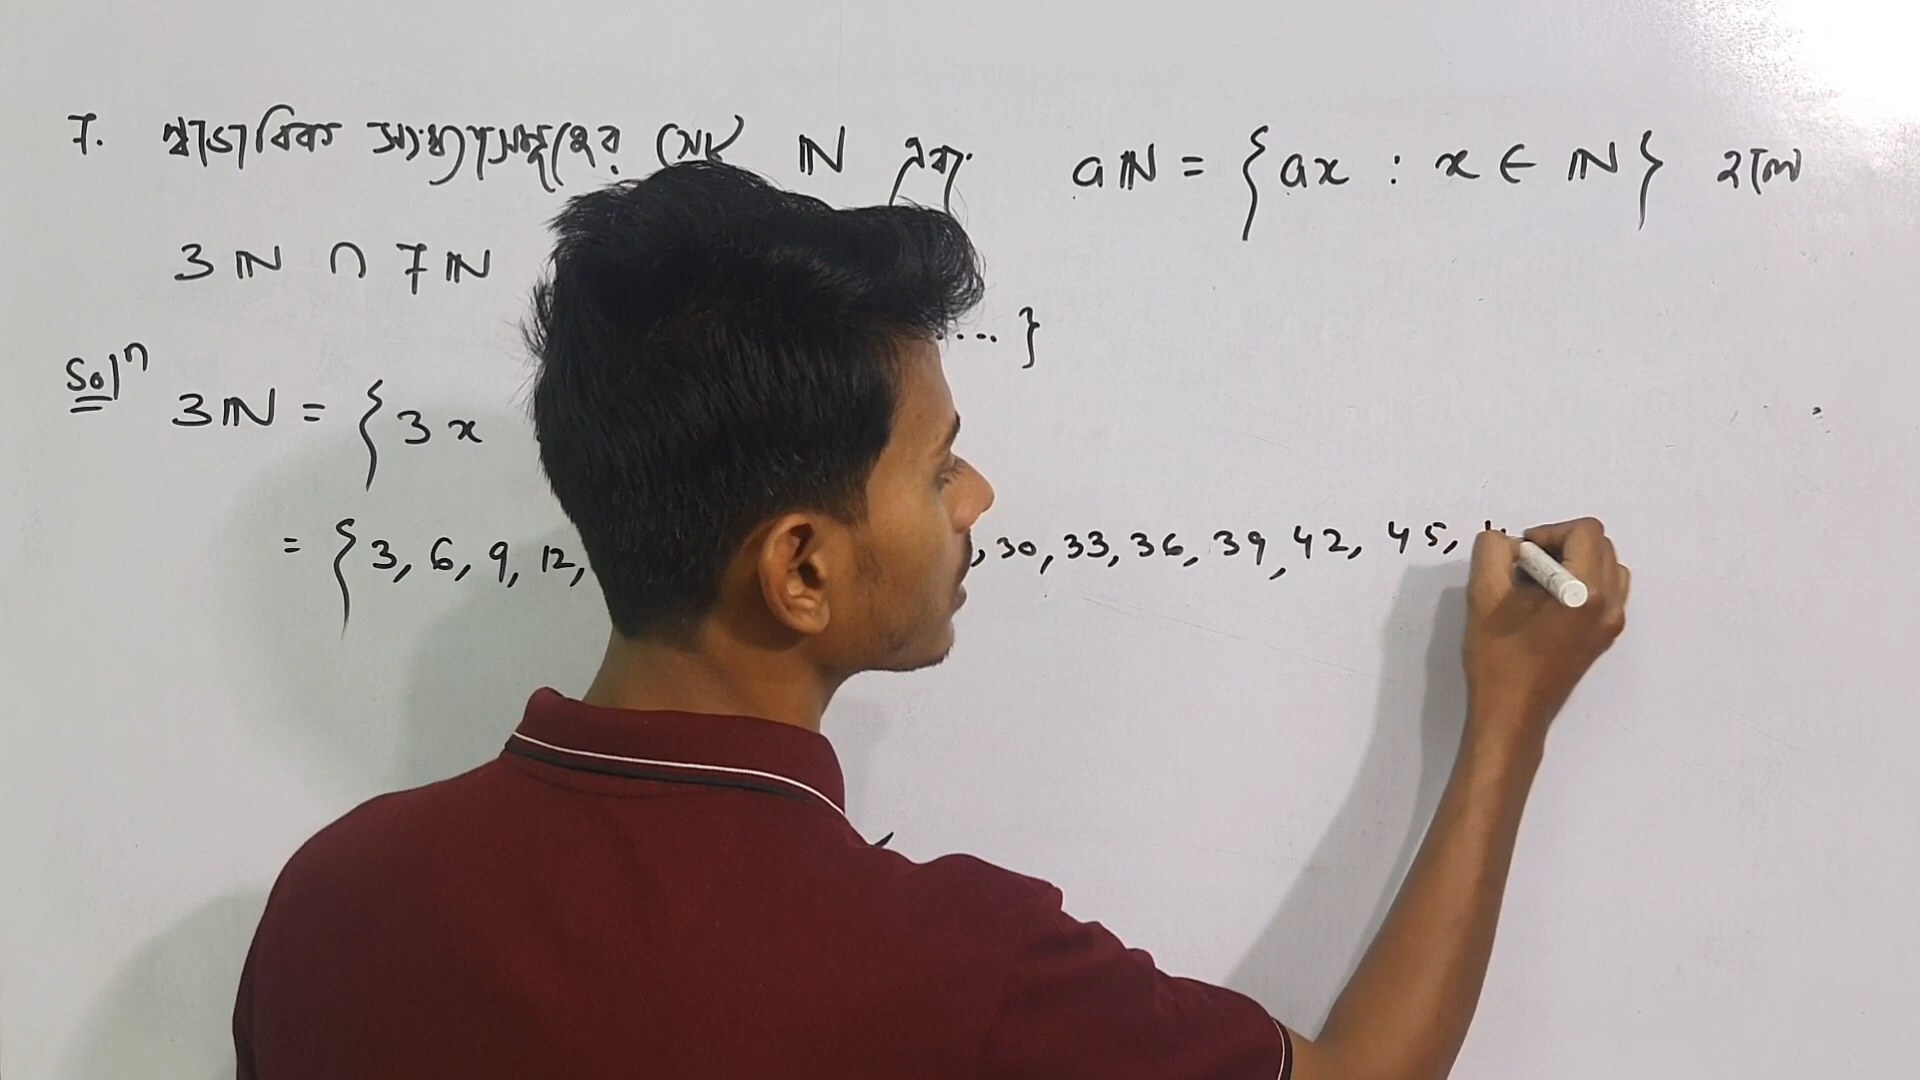 7. স্বাভাবিক সংখ্যাসমূহের সেট ℕ এবং aℕ = {ax : x ∈ ℕ} হলে
3ℕ ∩ 7ℕ
.... }
Solⁿ 3ℕ = {3x
= {3, 6, 9, 12, , 30, 33, 36, 39, 42, 45,